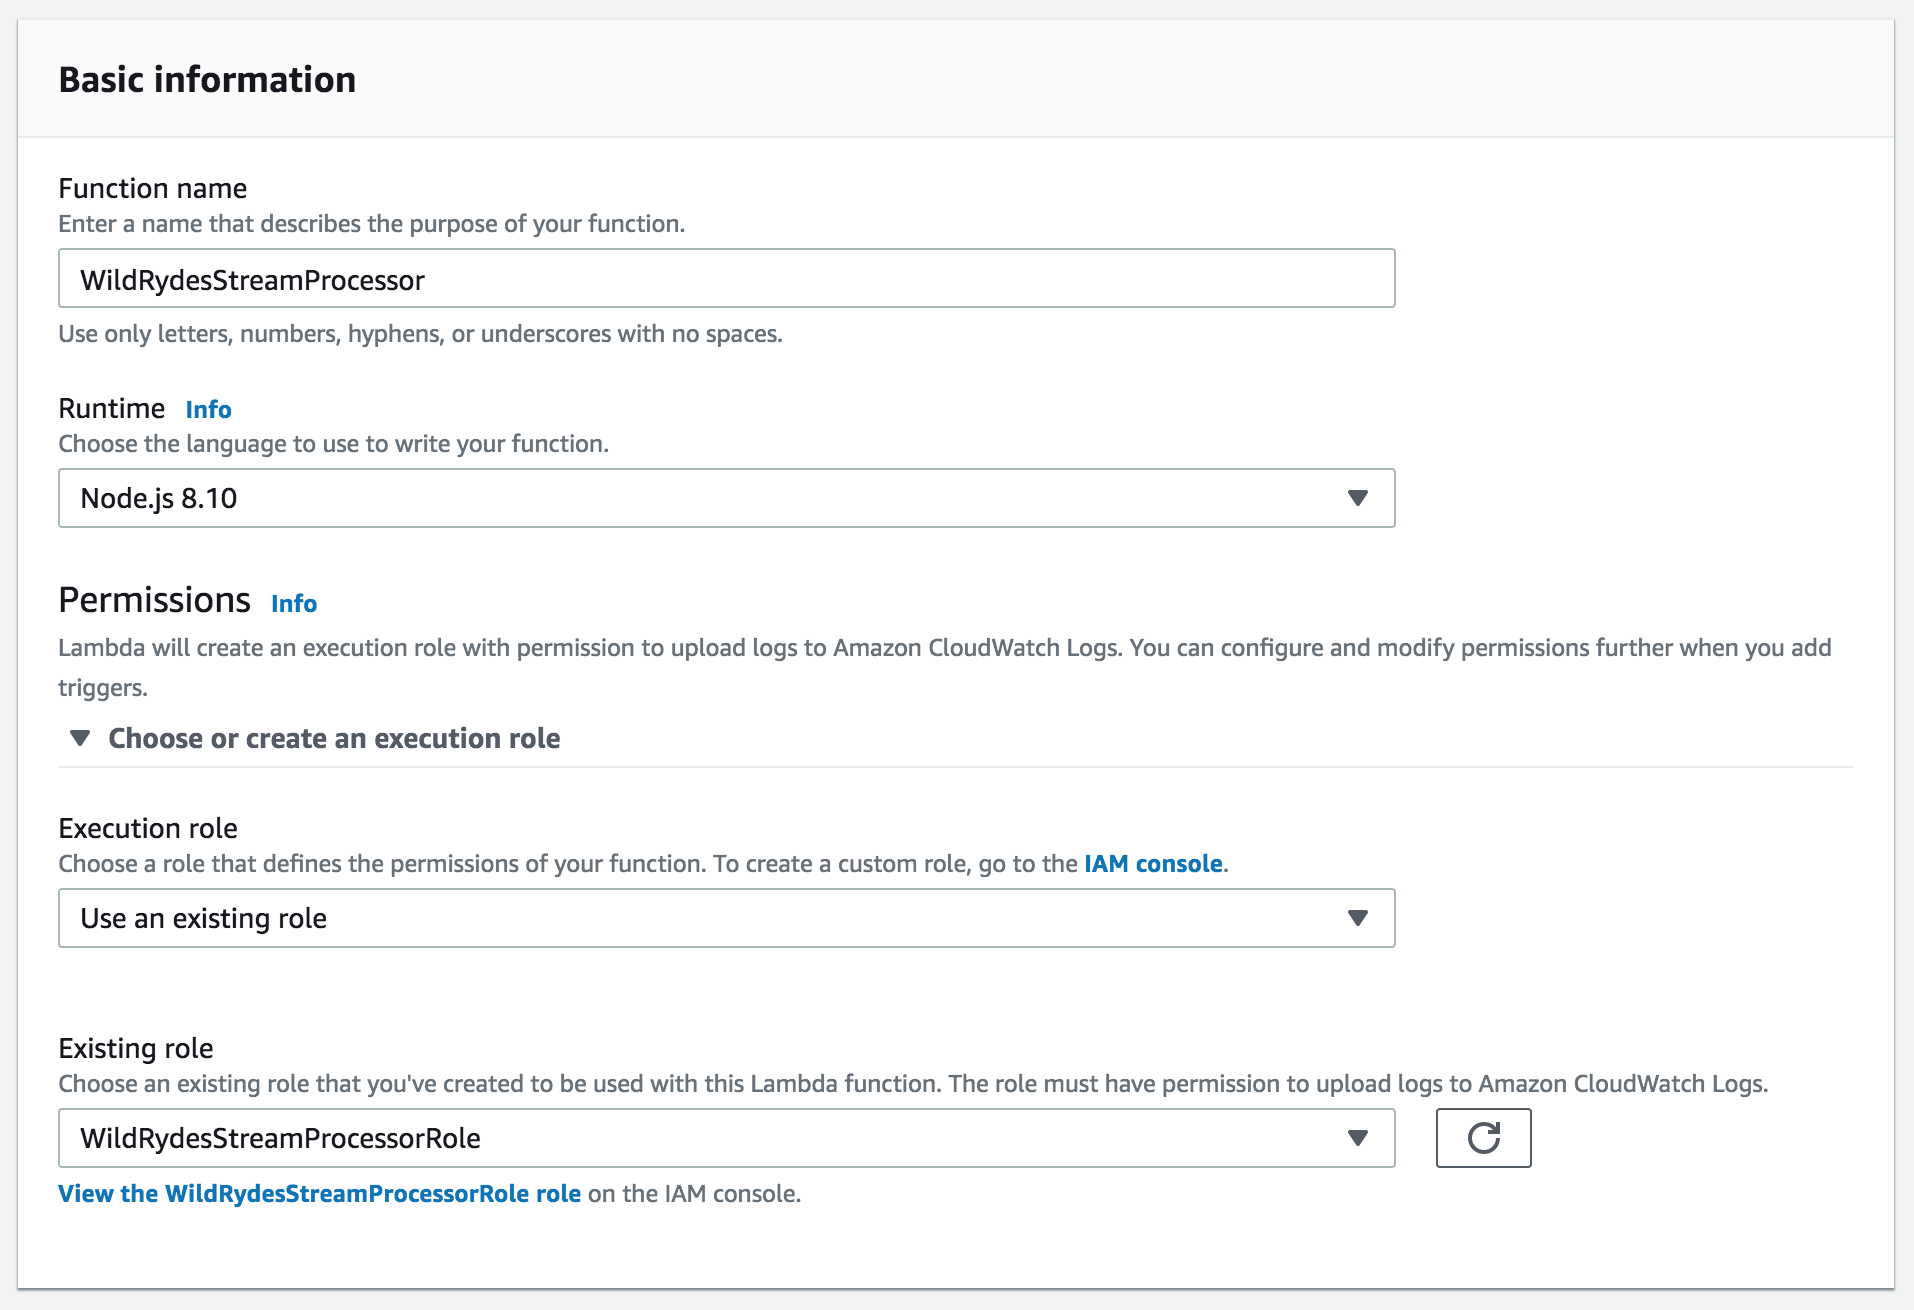 Basic information
Function name
Enter a name that describes the purpose of your function.
WildRydesStreamProcessor
Use only letters, numbers, hyphens, or underscores with no spaces.
Runtime Info
Choose the language to use to write your function.
Node.js 8.10
Permissions Info
Lambda will create an execution role with permission to upload logs to Amazon CloudWatch Logs. You can configure and modify permissions further when you add
triggers.
Choose or create an execution role
Execution role
Choose a role that defines the permissions of your function. To create a custom role, go to the IAM console.
Use an existing role
Existing role
Choose an existing role that you've created to be used with this Lambda function. The role must have permission to upload logs to Amazon CloudWatch Logs.
WildRydesStreamProcessorRole
View the WildRydesStreamProcessorRole role on the IAM console.